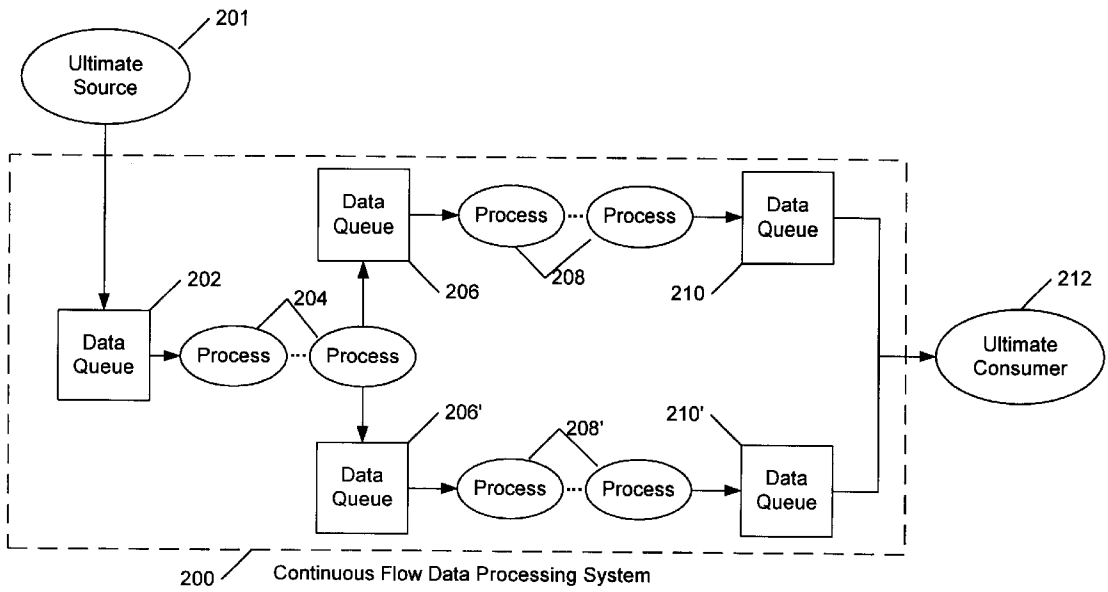 201
Ultimate
Source
Data
Queue
Process
Process
Data
Queue
202
204
206
208
210
212
Data
Queue
Process
Process
Ultimate
Consumer
206'
208'
210'
Data
Queue
Process
Process
Data
Queue
200
Continuous Flow Data Processing System